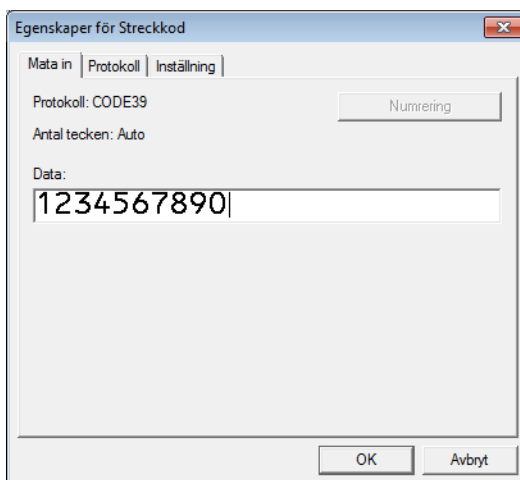 Egenskaper för Streckkod
Mata in Protokoll Inställning
Protokoll: CODE39 Numrering
Antal tecken: Auto
Data:
1234567890
OK Avbryt